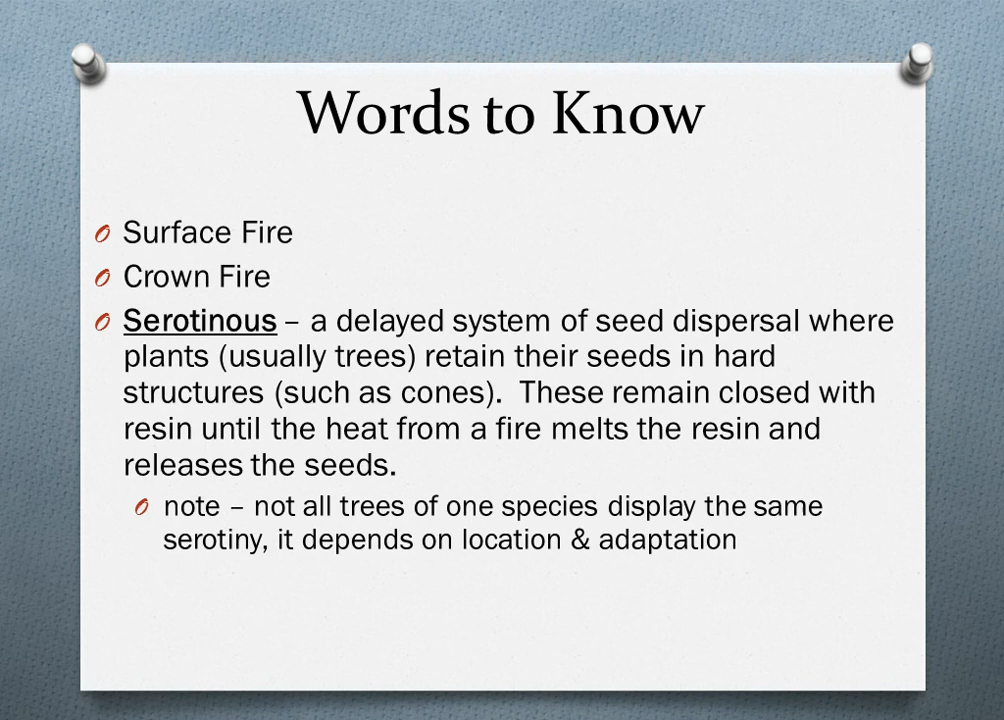 Words to Know
Surface Fire
Crown Fire
Serotinous – a delayed system of seed dispersal where
plants (usually trees) retain their seeds in hard
structures (such as cones).  These remain closed with
resin until the heat from a fire melts the resin and
releases the seeds.
note – not all trees of one species display the same
serotiny, it depends on location & adaptation